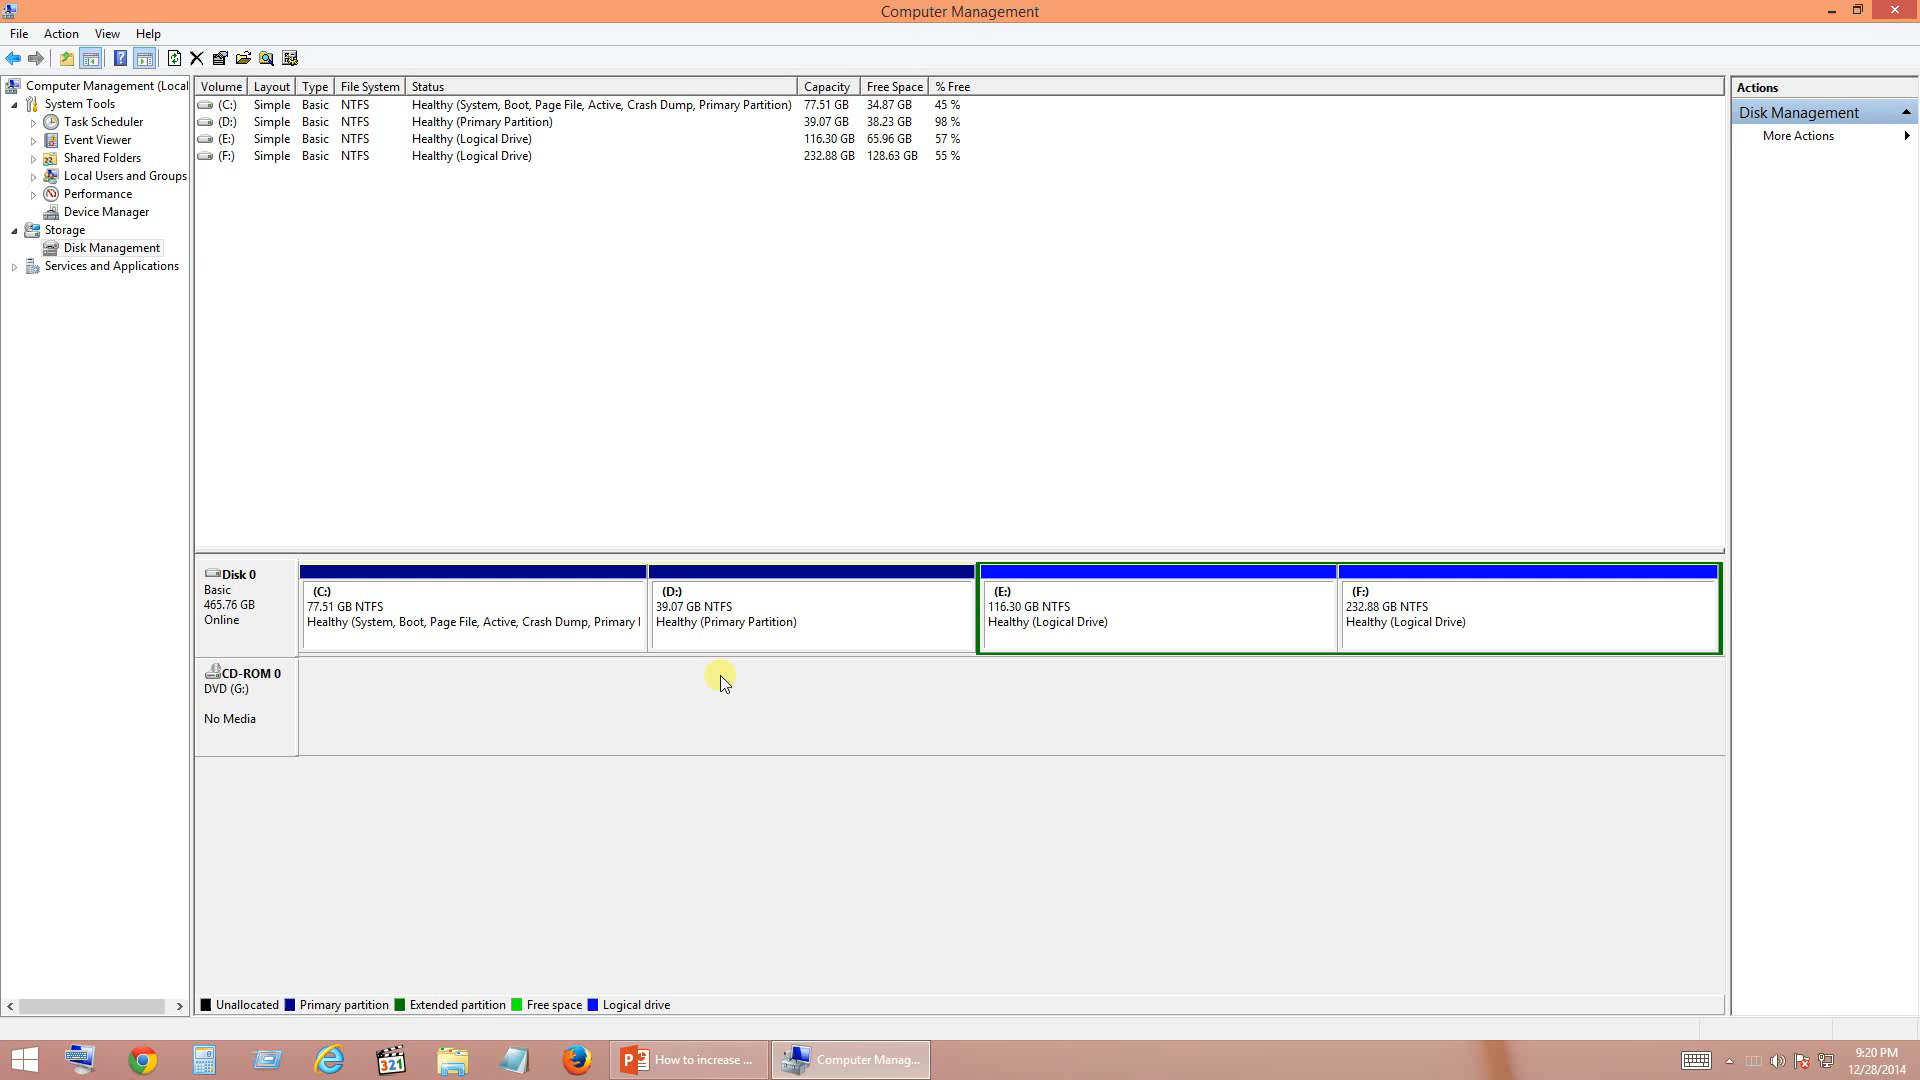 Computer Management
File Action View Help
Computer Management (Local
System Tools
Task Scheduler
Event Viewer
Shared Folders
Local Users and Groups
Performance
Device Manager
Storage
Disk Management
Services and Applications
Volume Layout Type File System Status Capacity Free Space % Free
(C:) Simple Basic NTFS Healthy (System, Boot, Page File, Active, Crash Dump, Primary Partition) 77.51 GB 34.87 GB 45 %
(D:) Simple Basic NTFS Healthy (Primary Partition) 39.07 GB 38.23 GB 98 %
(E:) Simple Basic NTFS Healthy (Logical Drive) 116.30 GB 65.96 GB 57 %
(F:) Simple Basic NTFS Healthy (Logical Drive) 232.88 GB 128.63 GB 55 %
Actions
Disk Management
More Actions
Disk 0
Basic
465.76 GB
Online
(C:)
77.51 GB NTFS
Healthy (System, Boot, Page File, Active, Crash Dump, Primary
(D:)
39.07 GB NTFS
Healthy (Primary Partition)
(E:)
116.30 GB NTFS
Healthy (Logical Drive)
(F:)
232.88 GB NTFS
Healthy (Logical Drive)
CD-ROM 0
DVD (G:)
No Media
Unallocated Primary partition Extended partition Free space Logical drive
321
How to increase ...
Computer Manag...
9:20 PM
12/28/2014